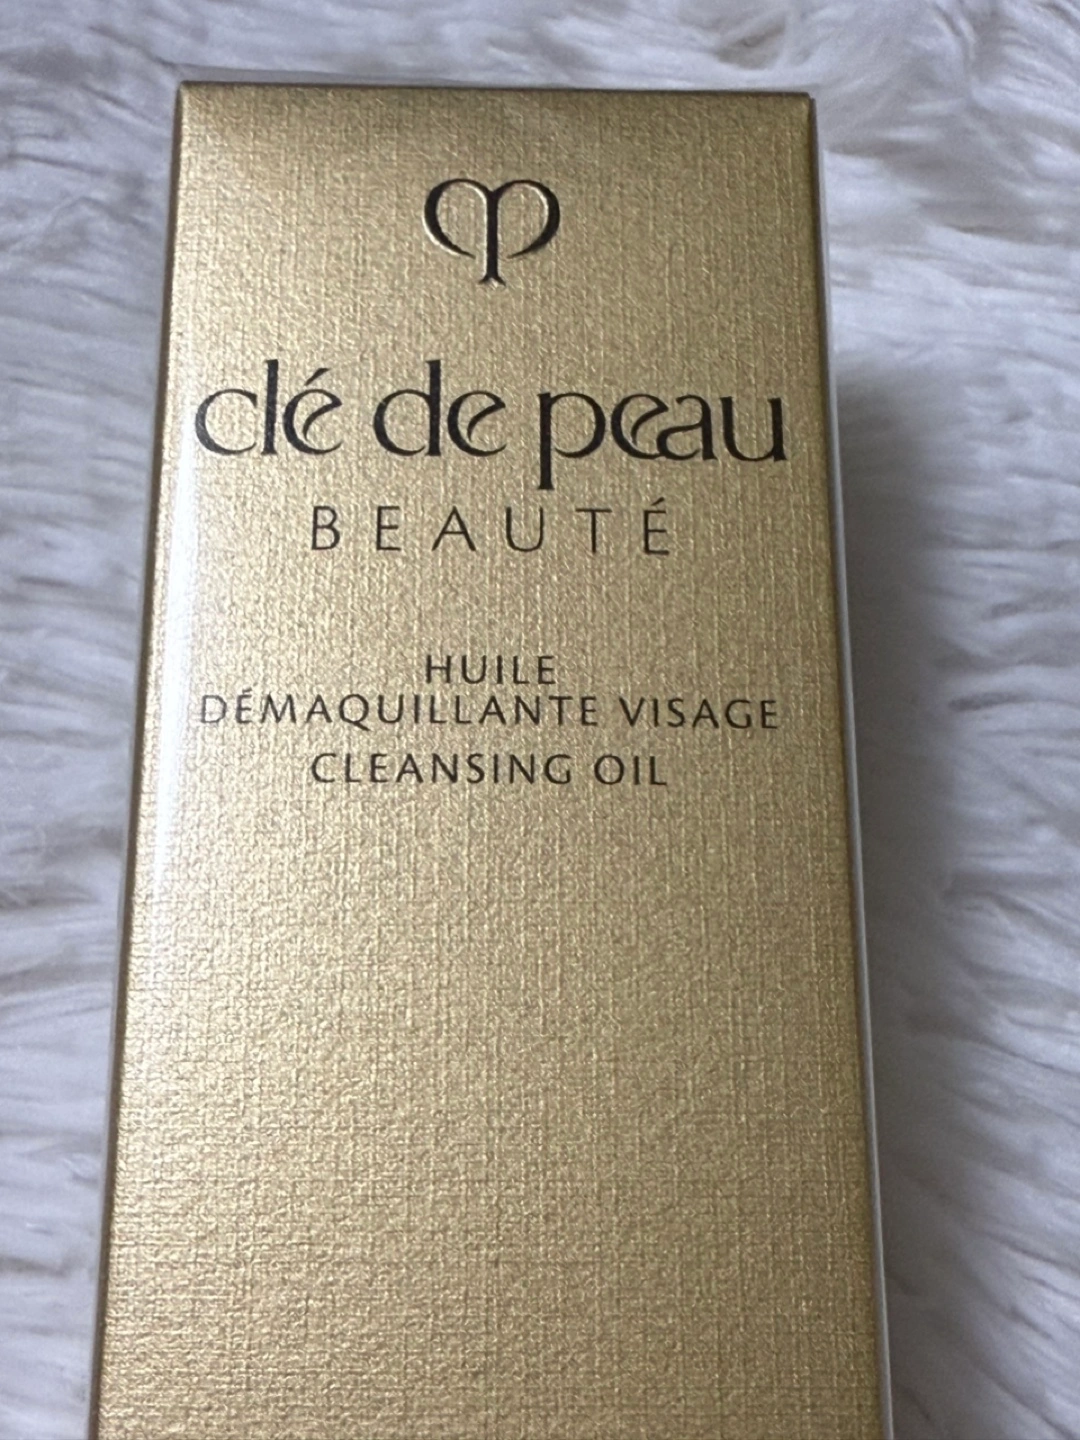 clé de peau
BEAUTÉ
HUILE
DÉMAQUILLANTE VISAGE
CLEANSING OIL